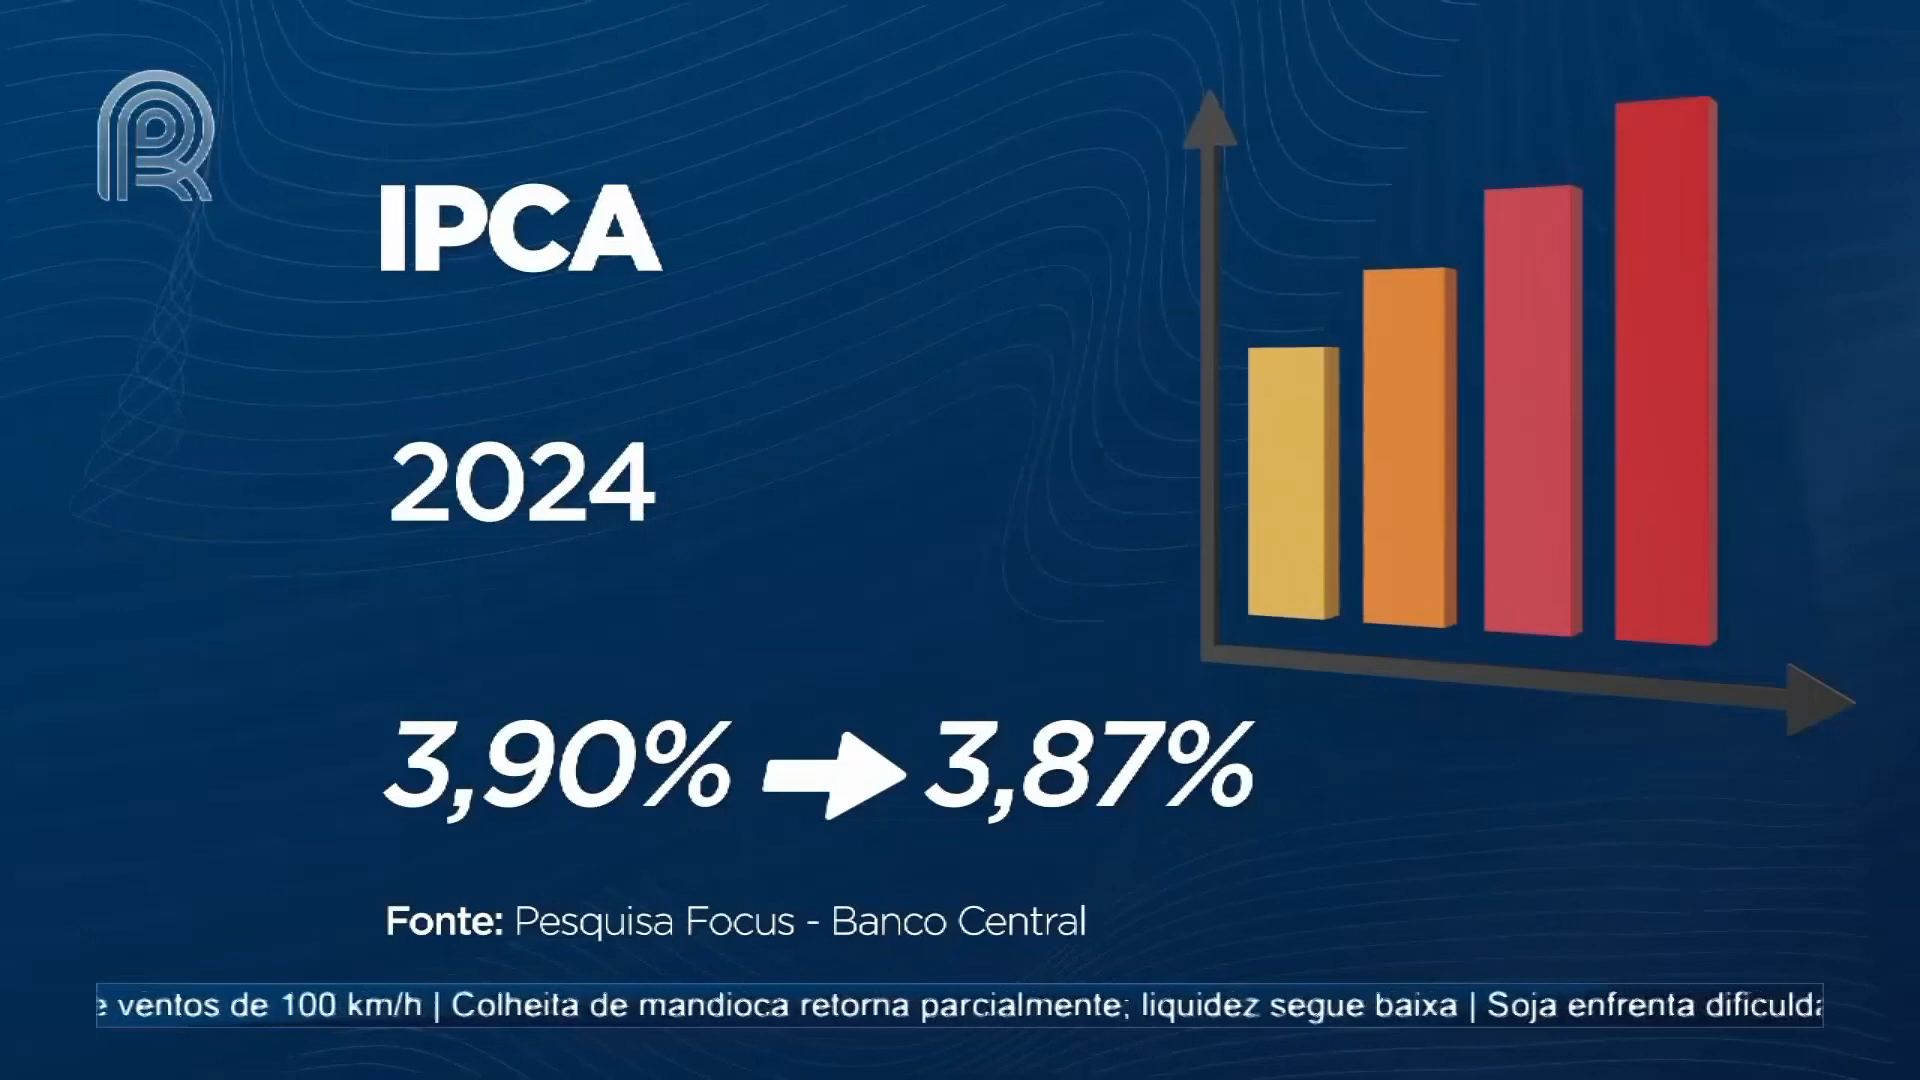 IPCA
2024
3,90% 3,87%
Fonte: Pesquisa Focus - Banco Central
ventos de 100 km/h | Colheita de mandioca retorna parcialmente; liquidez segue baixa | Soja enfrenta